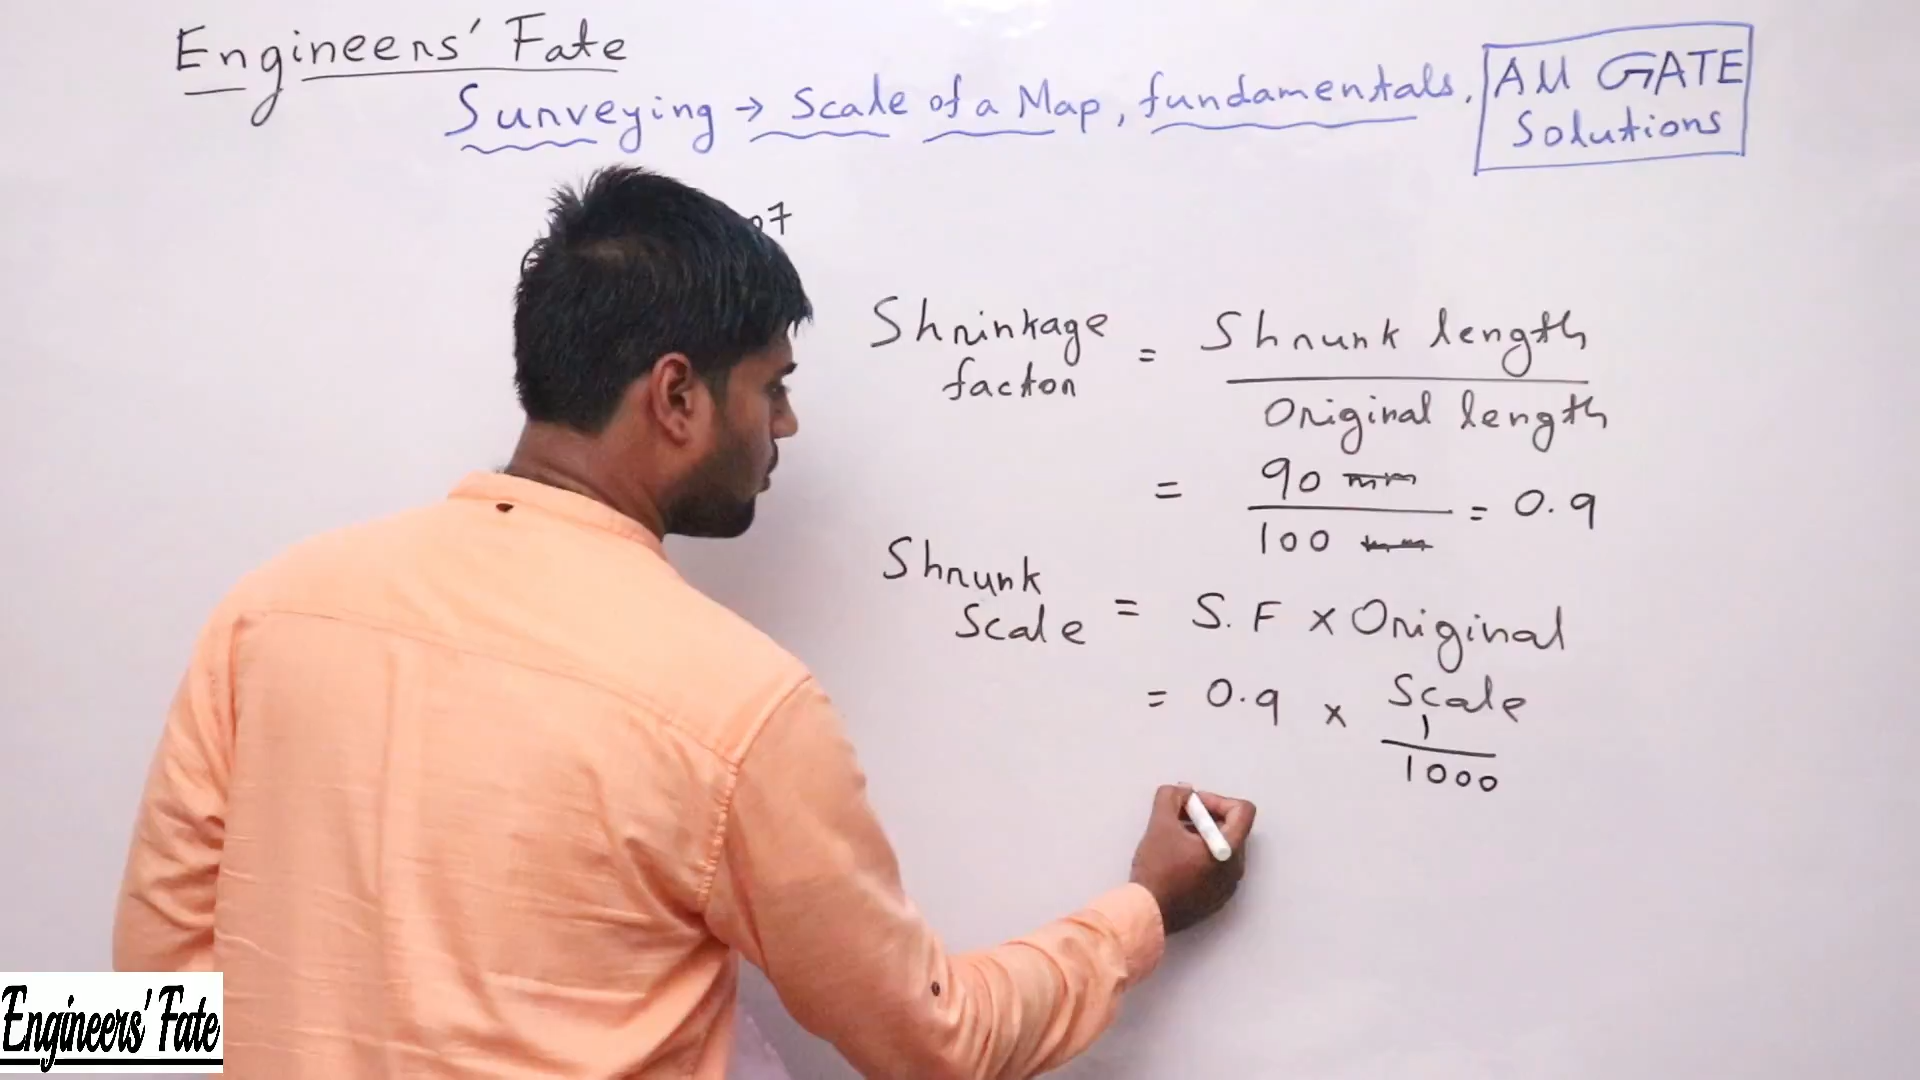 Engineers' Fate
Surveying → Scale of a Map, fundamentals,
All GATE
Solutions
07
Shrinkage
factor
= Shrunk length
Original length
= 90 mm
100 mm
= 0.9
Shrunk
Scale
= S.F × Original
Scale
= 0.9 × 1
1000
Engineers' Fate